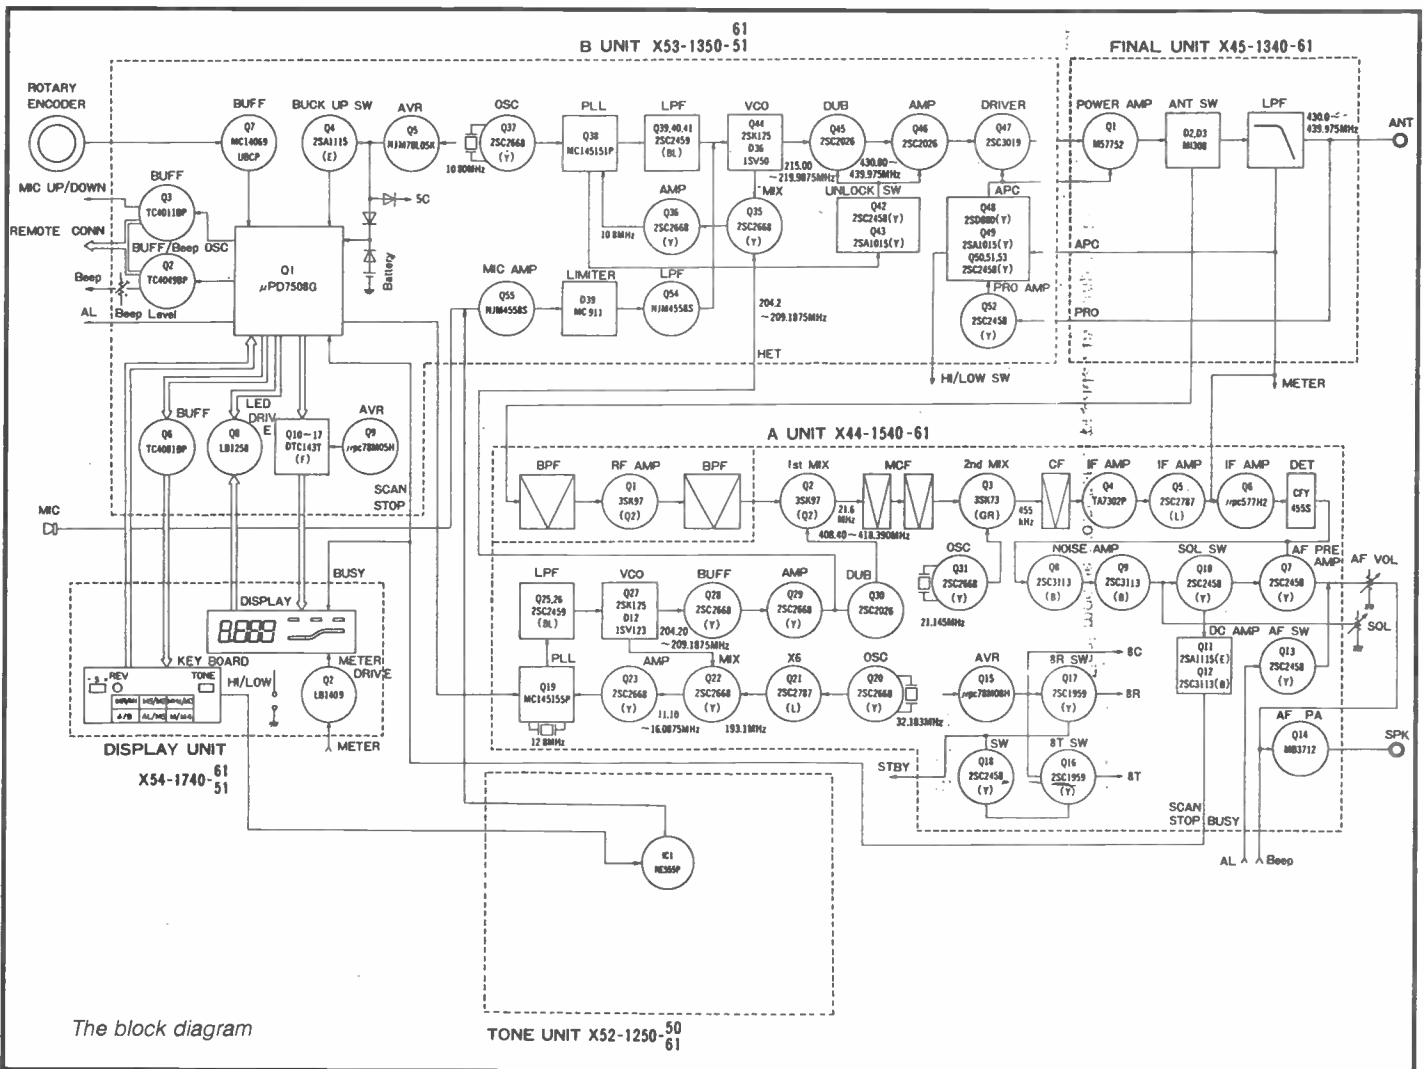 61
B UNIT X53-1350-51
FINAL UNIT X45-1340-61
ROTARY
ENCODER
BUFF
Q7
MC14069
UBCP
BUCK UP SW
Q4
2SA1115
(E)
AVR
Q5
NJM78L05K
OSC
Q37
2SC2668
(Y)
10.80MHz
PLL
Q38
MC145151P
LPF
Q39,40,41
2SC2459
(BL)
VCO
Q44
2SK125
D36
1SV50
215.00
~219.9875MHz
DUB
Q45
2SC2026
430.00~
439.975MHz
AMP
Q46
2SC2026
DRIVER
Q47
2SC3019
POWER AMP
Q1
M57752
ANT SW
D2,D3
MI308
LPF
430.0~
439.975MHz
ANT
MIC UP/DOWN
BUFF
Q3
TC4011BP
REMOTE CONN
BUFF/Beep OSC
Q2
TC4049BP
Beep
Beep Level
AL
Q1
μPD7508G
5C
Battery
AMP
Q36
2SC2668
(Y)
10.8MHz
MIX
Q35
2SC2668
(Y)
UNLOCK SW
Q42
2SC2458(Y)
Q43
2SA1015(Y)
APC
Q48
2SD880(Y)
Q49
2SA1015(Y)
Q50,51,53
2SC2458(Y)
PRO AMP
Q52
2SC2458
(Y)
APC
PRO
MIC AMP
Q55
NJM4558S
LIMITER
D39
MC911
LPF
Q54
NJM4558S
204.2
~209.1875MHz
HET
HI/LOW SW
METER
BUFF
Q6
TC4081BP
LED
DRIV
E
Q8
LB1258
Q10~17
DTC143T
(F)
AVR
Q9
μpc78M05H
SCAN
STOP
MIC
A UNIT X44-1540-61
BPF
RF AMP
Q1
3SK97
(Q2)
BPF
1st MIX
Q2
3SK97
(Q2)
21.6
MHz
MCF
408.40~418.390MHz
2nd MIX
Q3
3SK73
(GR)
455
kHz
CF
IF AMP
Q4
TA7302P
IF AMP
Q5
2SC2787
(L)
IF AMP
Q6
μpc577H2
DET
CFY
455S
OSC
Q31
2SC2668
(Y)
21.145MHz
NOISE AMP
Q8
2SC3113
(B)
Q9
2SC3113
(B)
SOL SW
Q10
2SC2458
(Y)
AF PRE
AMP
Q7
2SC2458
(Y)
AF VOL
SOL
LPF
Q25,26
2SC2459
(BL)
VCO
Q27
2SK125
D12
1SV123
204.20
~209.1875MHz
BUFF
Q28
2SC2668
(Y)
AMP
Q29
2SC2668
(Y)
DUB
Q30
2SC2026
DC AMP
Q11
2SA1115(E)
Q12
2SC3113(B)
AF SW
Q13
2SC2458
(Y)
PLL
Q19
MC145155P
12.8MHz
AMP
Q23
2SC2668
(Y)
11.10
~16.0875MHz
MIX
Q22
2SC2668
(Y)
193.1MHz
X6
Q21
2SC2787
(L)
OSC
Q20
2SC2668
(Y)
32.183MHz
AVR
Q15
μpc78M08H
8R SW
Q17
2SC1959
(Y)
8C
8R
SW
Q18
2SC2458
(Y)
8T SW
Q16
2SC1959
(Y)
8T
STBY
AF PA
Q14
MB3712
SPK
SCAN
STOP BUSY
AL
Beep
BUSY
DISPLAY
KEY BOARD
-S+
REV
TONE
A/B
AL/MS
HI/LOW
METER
DRIVE
Q2
LB1409
METER
DISPLAY UNIT
X54-1740-61
51
IC1
NE555P
The block diagram
TONE UNIT X52-1250-50
61